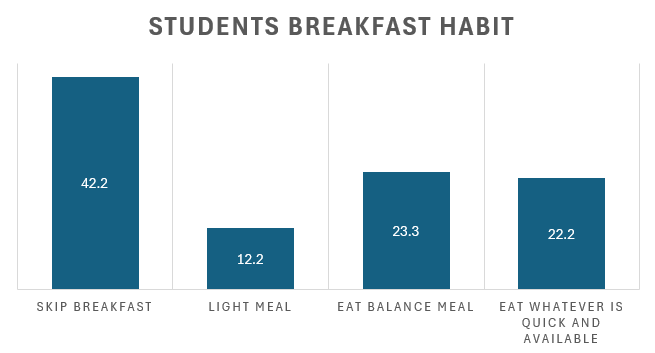 STUDENTS BREAKFAST HABIT
42.2
12.2
23.3
22.2
SKIP BREAKFAST
LIGHT MEAL
EAT BALANCE MEAL
EAT WHATEVER IS
QUICK AND
AVAILABLE